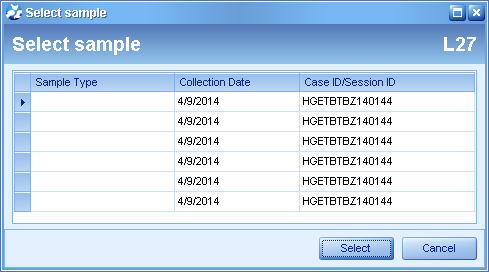 Select sample
Select sample L27
Sample Type Collection Date Case ID/Session ID
4/9/2014 HGETBTBZ140144
4/9/2014 HGETBTBZ140144
4/9/2014 HGETBTBZ140144
4/9/2014 HGETBTBZ140144
4/9/2014 HGETBTBZ140144
4/9/2014 HGETBTBZ140144
Select Cancel